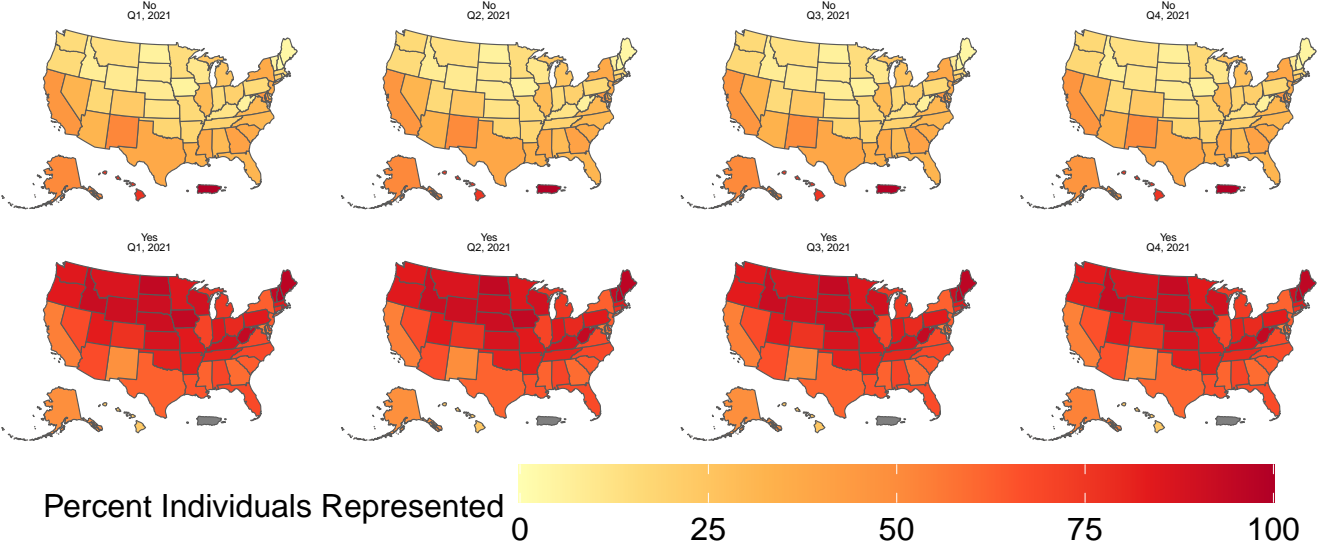 No
Q1, 2021
No
Q2, 2021
No
Q3, 2021
No
Q4, 2021
Yes
Q1, 2021
Yes
Q2, 2021
Yes
Q3, 2021
Yes
Q4, 2021
Percent Individuals Represented
0 25 50 75 100